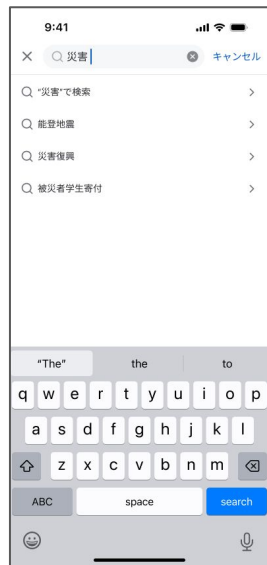 9:41
災害 キャンセル
"災害"で検索
能登地震
災害復興
被災者学生寄付
"The" the to
q w e r t y u i o p
a s d f g h j k l
z x c v b n m
ABC space search